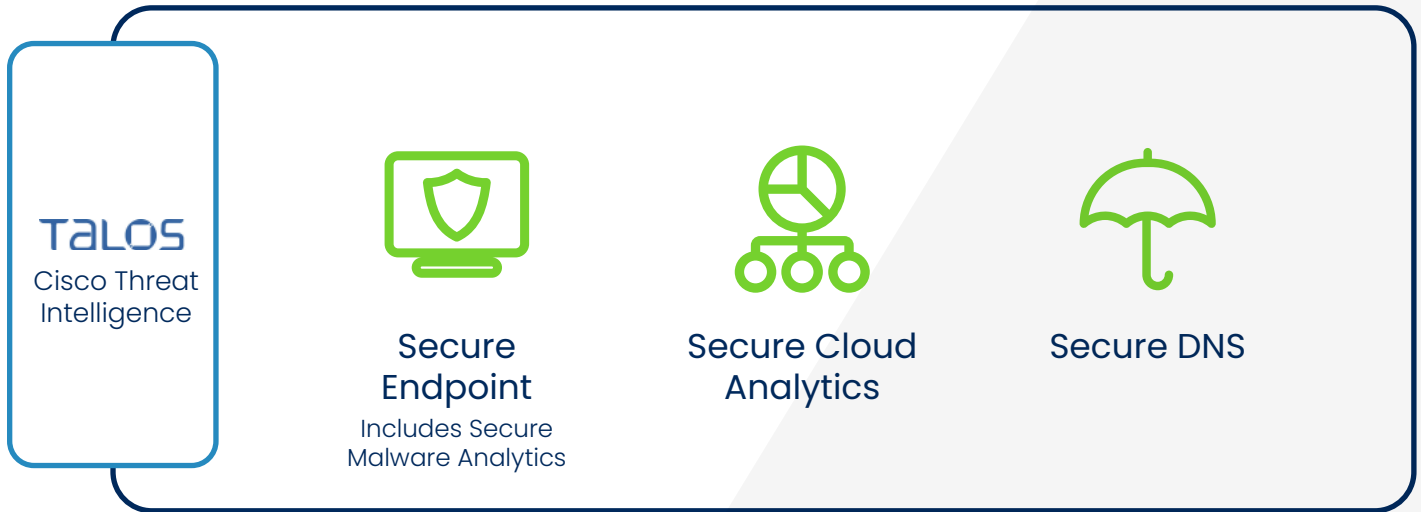 TALOS
Cisco Threat
Intelligence
Secure
Endpoint
Includes Secure
Malware Analytics
Secure Cloud
Analytics
Secure DNS